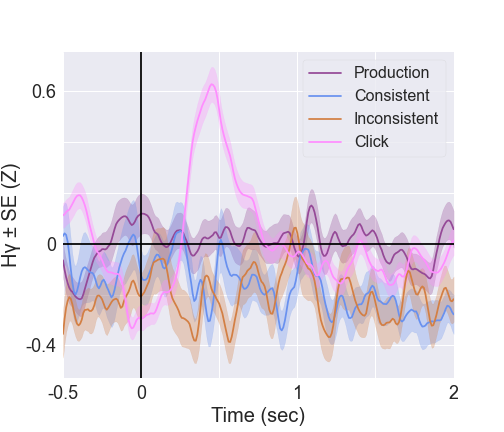 Production
Consistent
Inconsistent
Click
0.6
0
-0.4
Hγ ± SE (Z)
-0.5 0 1 2
Time (sec)